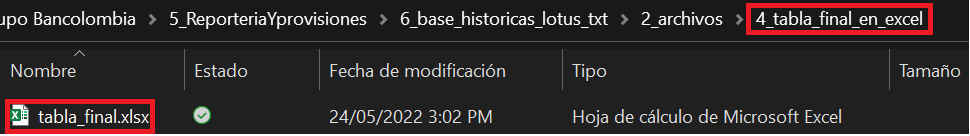 upo Bancolombia > 5_ReporteriaYprovisiones > 6_base_historicas_lotus_txt > 2_archivos > 4_tabla_final_en_excel
Nombre Estado Fecha de modificación Tipo Tamaño
tabla_final.xlsx 24/05/2022 3:02 PM Hoja de cálculo de Microsoft Excel